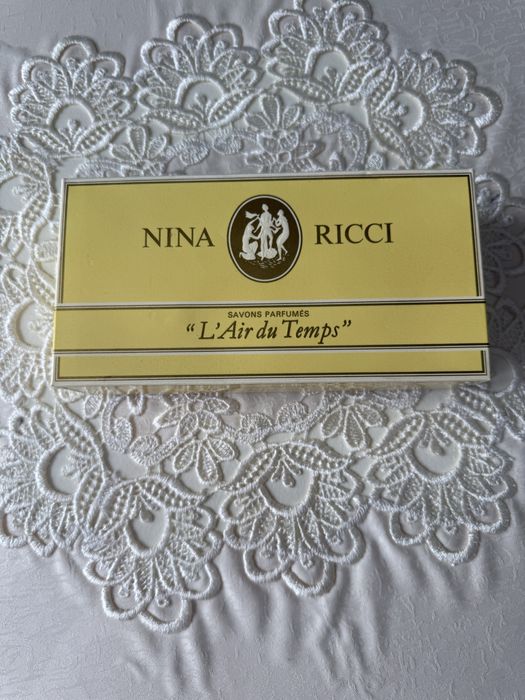 NINA RICCI
SAVONS PARFUMÉS
“L'Air du Temps”